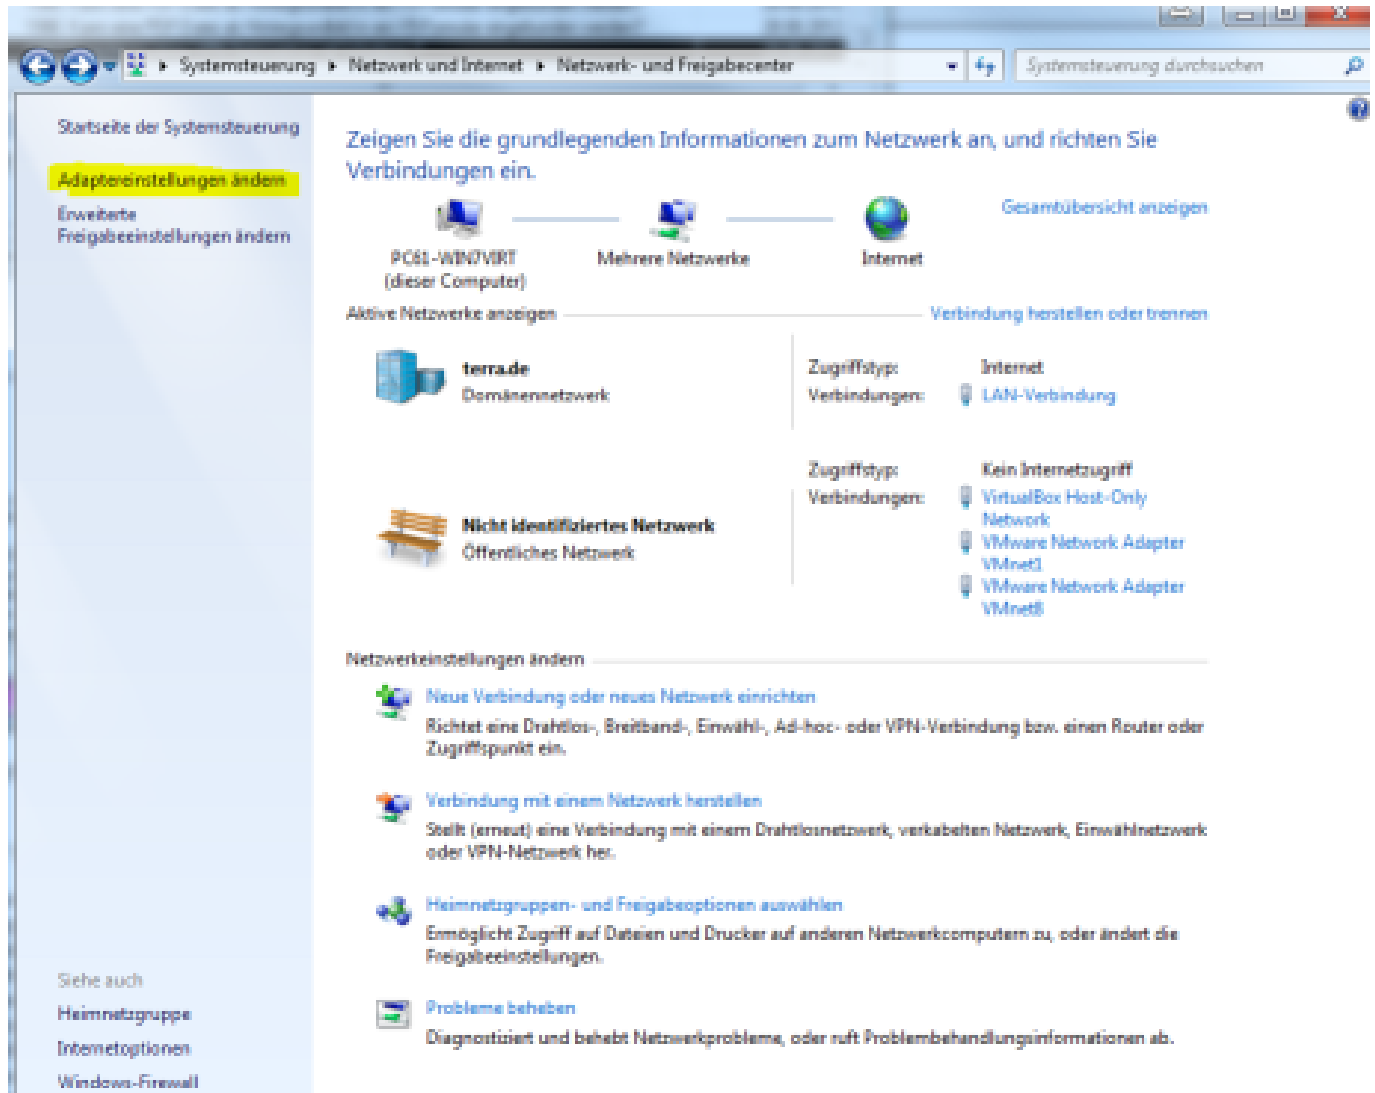 Systemsteuerung ▸ Netzwerk und Internet ▸ Netzwerk- und Freigabecenter
Systemsteuerung durchsuchen
Startseite der Systemsteuerung
Adaptereinstellungen ändern
Erweiterte
Freigabeeinstellungen ändern
Zeigen Sie die grundlegenden Informationen zum Netzwerk an, und richten Sie
Verbindungen ein.
Gesamtübersicht anzeigen
PC61-WIN7VIRT
(dieser Computer)
Mehrere Netzwerke
Internet
Aktive Netzwerke anzeigen
Verbindung herstellen oder trennen
terra.de
Domänennetzwerk
Zugriffstyp: Internet
Verbindungen: LAN-Verbindung
Nicht identifiziertes Netzwerk
Öffentliches Netzwerk
Zugriffstyp: Kein Internetzugriff
Verbindungen: VirtualBox Host-Only
Network
VMware Network Adapter
VMnet1
VMware Network Adapter
VMnet8
Netzwerkeinstellungen ändern
Neue Verbindung oder neues Netzwerk einrichten
Richtet eine Drahtlos-, Breitband-, Einwähl-, Ad-hoc- oder VPN-Verbindung bzw. einen Router oder
Zugriffspunkt ein.
Verbindung mit einem Netzwerk herstellen
Stellt (erneut) eine Verbindung mit einem Drahtlosnetzwerk, verkabelten Netzwerk, Einwählnetzwerk
oder VPN-Netzwerk her.
Heimnetzgruppen- und Freigabeoptionen auswählen
Ermöglicht Zugriff auf Dateien und Drucker auf anderen Netzwerkcomputern zu, oder ändert die
Freigabeeinstellungen.
Probleme beheben
Diagnostiziert und behebt Netzwerkprobleme, oder ruft Problembehandlungsinformationen ab.
Siehe auch
Heimnetzgruppe
Internetoptionen
Windows-Firewall